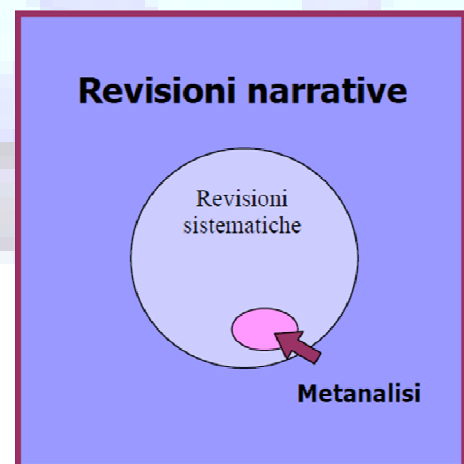 Revisioni narrative
Revisioni
sistematiche
Metanalisi